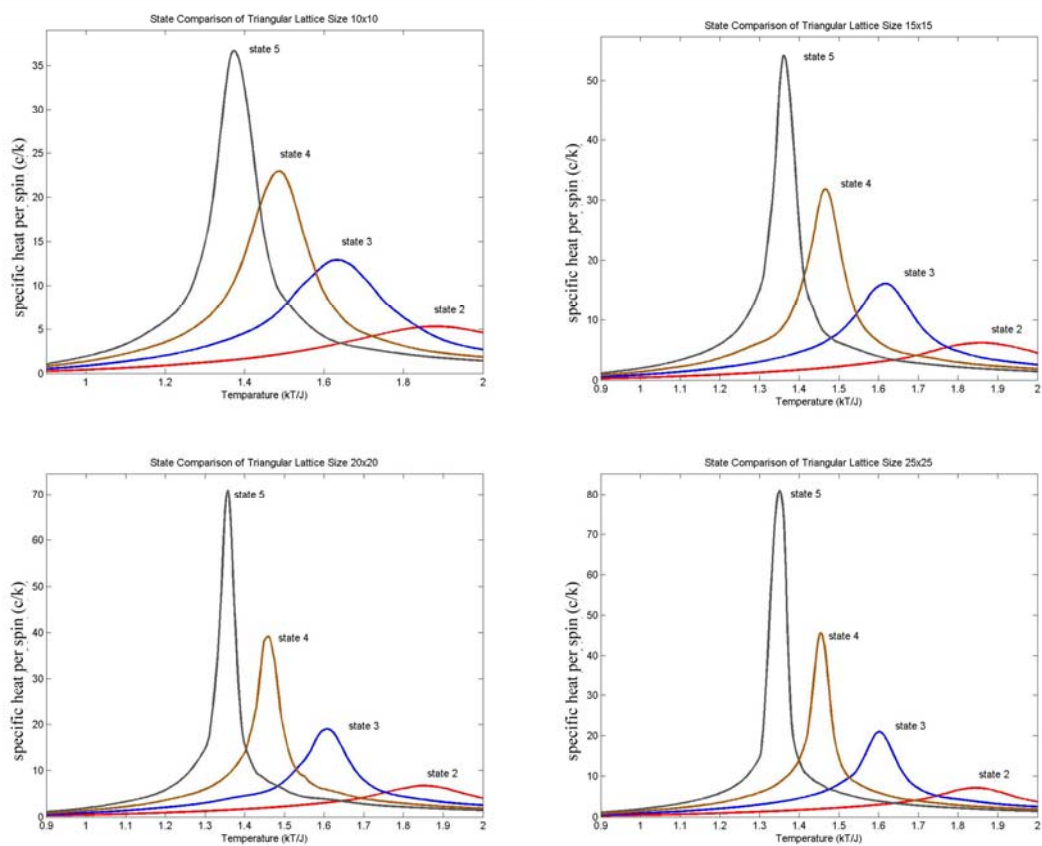 State Comparison of Triangular Lattice Size 10x10
specific heat per spin (c/k)
35
30
25
20
15
10
5
0
state 5
state 4
state 3
state 2
1
1.2
1.4
1.6
1.8
2
Temparature (kT/J)
State Comparison of Triangular Lattice Size 15x15
specific heat per spin (c/k)
50
40
30
20
10
0
state 5
state 4
state 3
state 2
0.9
1
1.1
1.2
1.3
1.4
1.5
1.6
1.7
1.8
1.9
2
Temperature (kT/J)
State Comparison of Triangular Lattice Size 20x20
specific heat per spin (c/k)
70
60
50
40
30
20
10
0
state 5
state 4
state 3
state 2
0.9
1
1.1
1.2
1.3
1.4
1.5
1.6
1.7
1.8
1.9
2
Temperature (kT/J)
State Comparison of Triangular Lattice Size 25x25
specific heat per spin (c/k)
80
70
60
50
40
30
20
10
0
state 5
state 4
state 3
state 2
0.9
1
1.1
1.2
1.3
1.4
1.5
1.6
1.7
1.8
1.9
2
Temperature (kT/J)